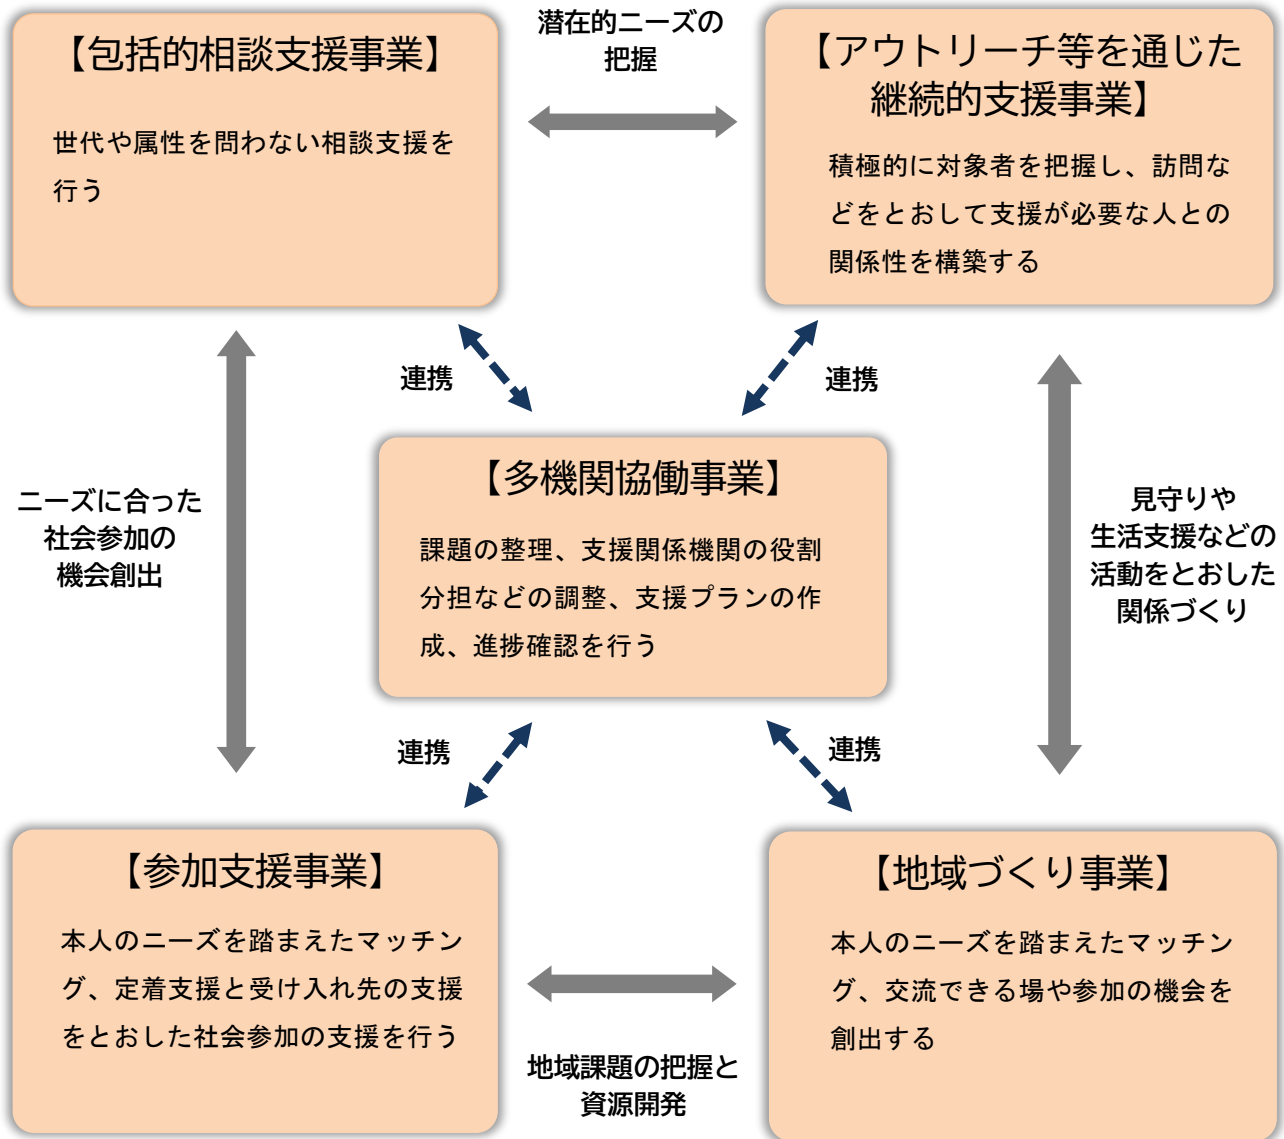 【包括的相談支援事業】
世代や属性を問わない相談支援を
行う
潜在的ニーズの
把握
【アウトリーチ等を通じた
継続的支援事業】
積極的に対象者を把握し、訪問な
どをとおして支援が必要な人との
関係性を構築する
連携
連携
ニーズに合った
社会参加の
機会創出
【多機関協働事業】
課題の整理、支援関係機関の役割
分担などの調整、支援プランの作
成、進捗確認を行う
見守りや
生活支援などの
活動をとおした
関係づくり
連携
連携
【参加支援事業】
本人のニーズを踏まえたマッチン
グ、定着支援と受け入れ先の支援
をとおした社会参加の支援を行う
地域課題の把握と
資源開発
【地域づくり事業】
本人のニーズを踏まえたマッチン
グ、交流できる場や参加の機会を
創出する